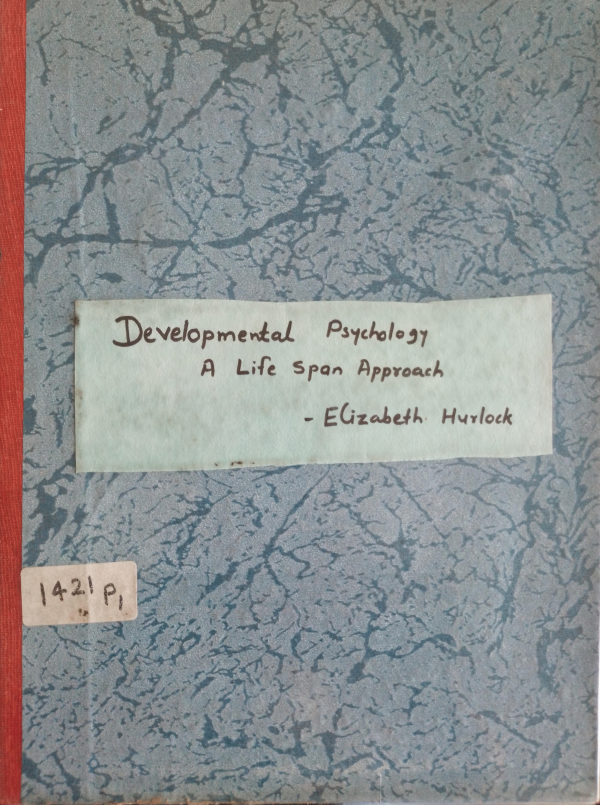 Developmental Psychology
A Life Span Approach
- Elizabeth Hurlock
1421 P1